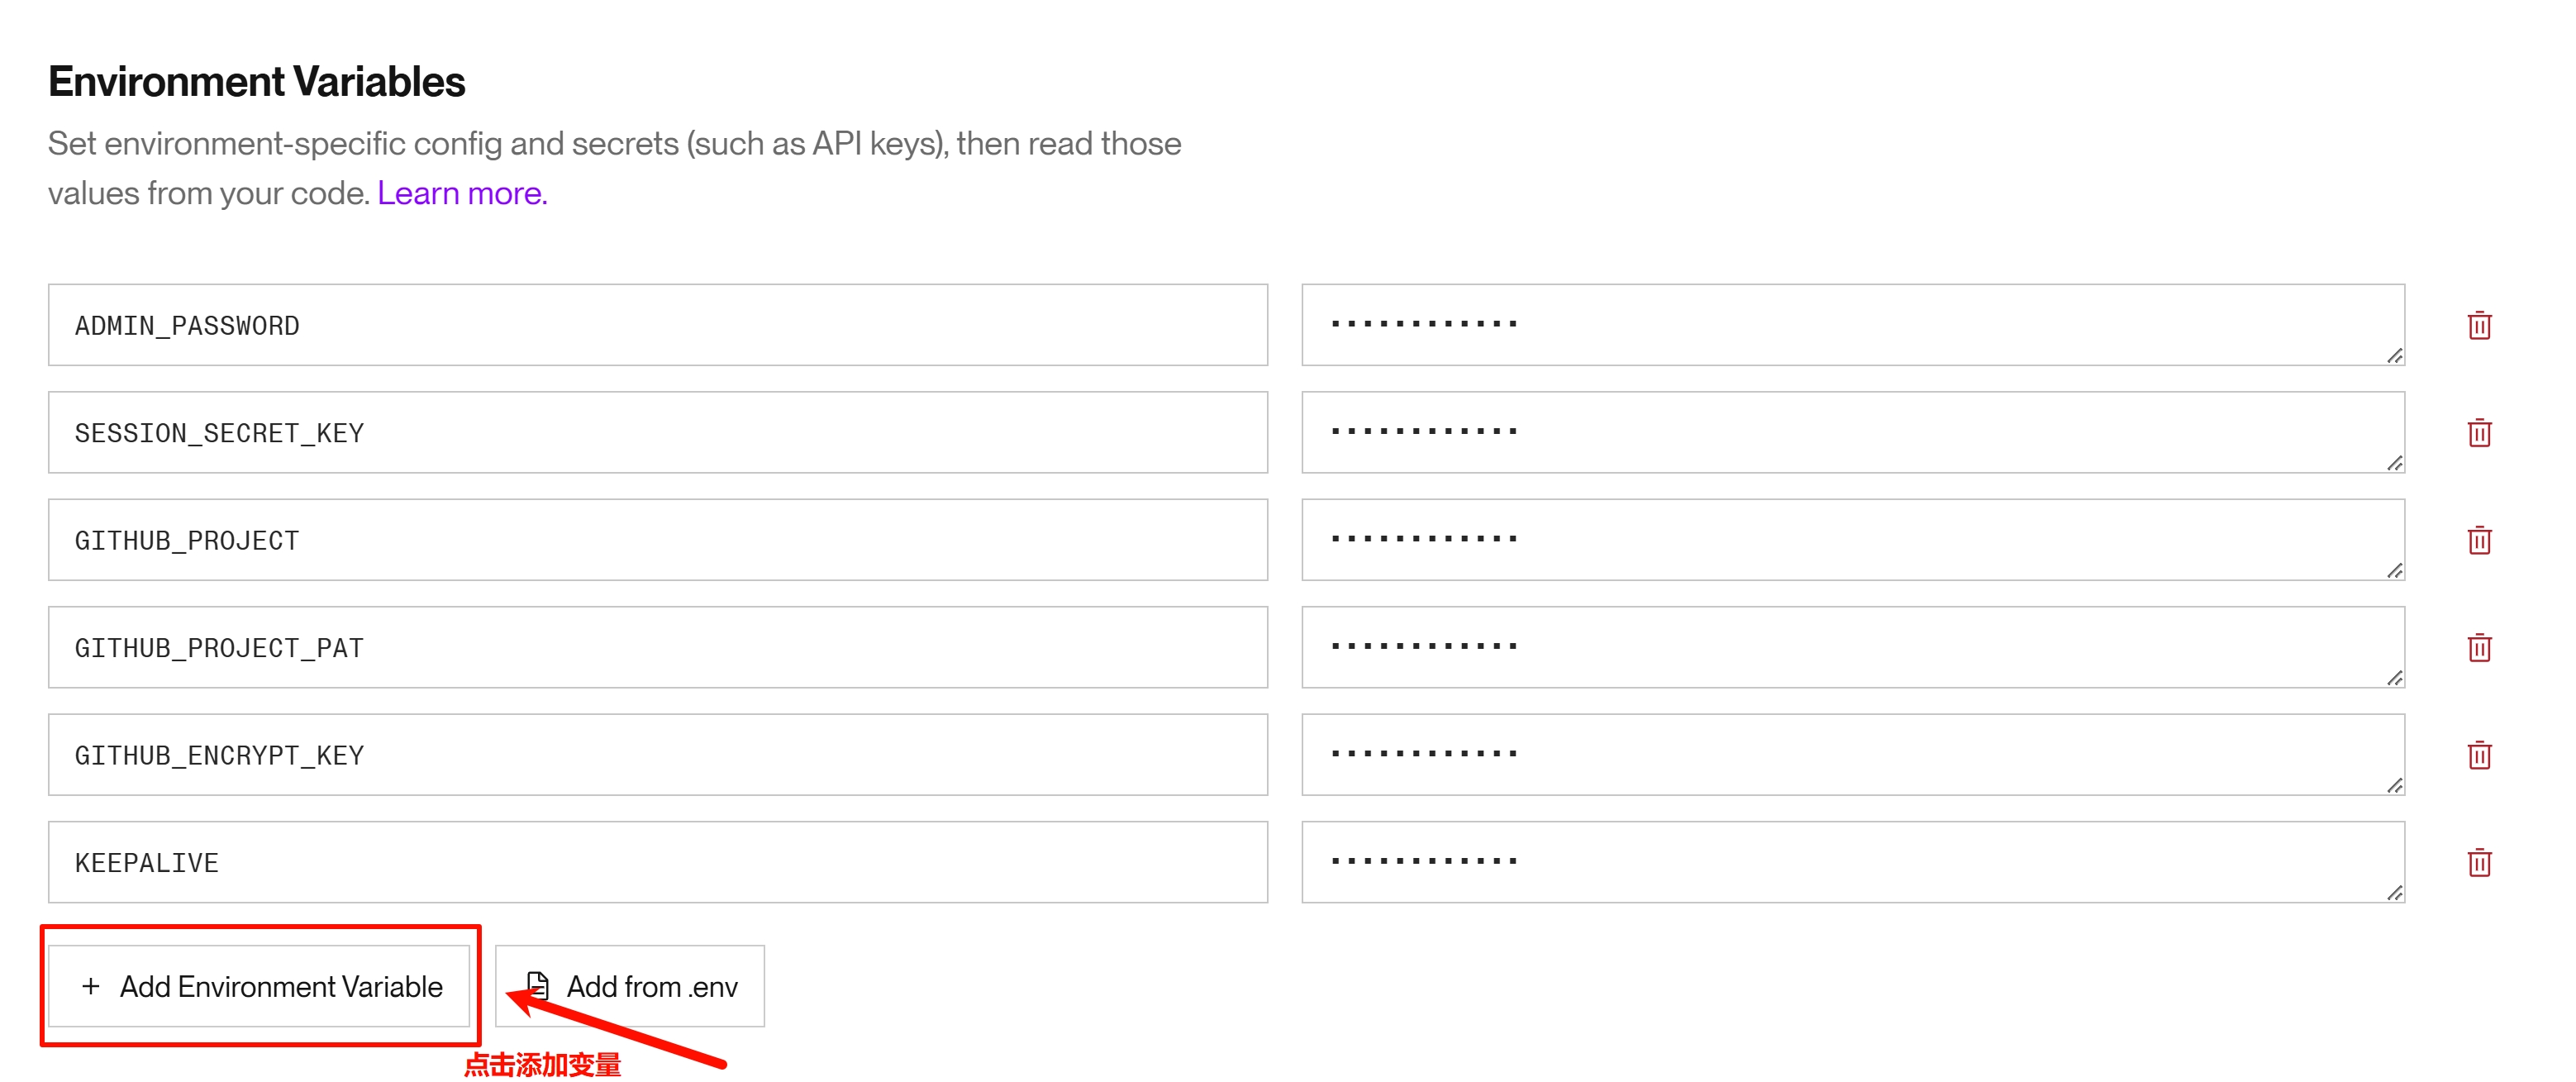 Environment Variables
Set environment-specific config and secrets (such as API keys), then read those
values from your code. Learn more.
ADMIN_PASSWORD
SESSION_SECRET_KEY
GITHUB_PROJECT
GITHUB_PROJECT_PAT
GITHUB_ENCRYPT_KEY
KEEPALIVE
+ Add Environment Variable
Add from .env
点击添加变量